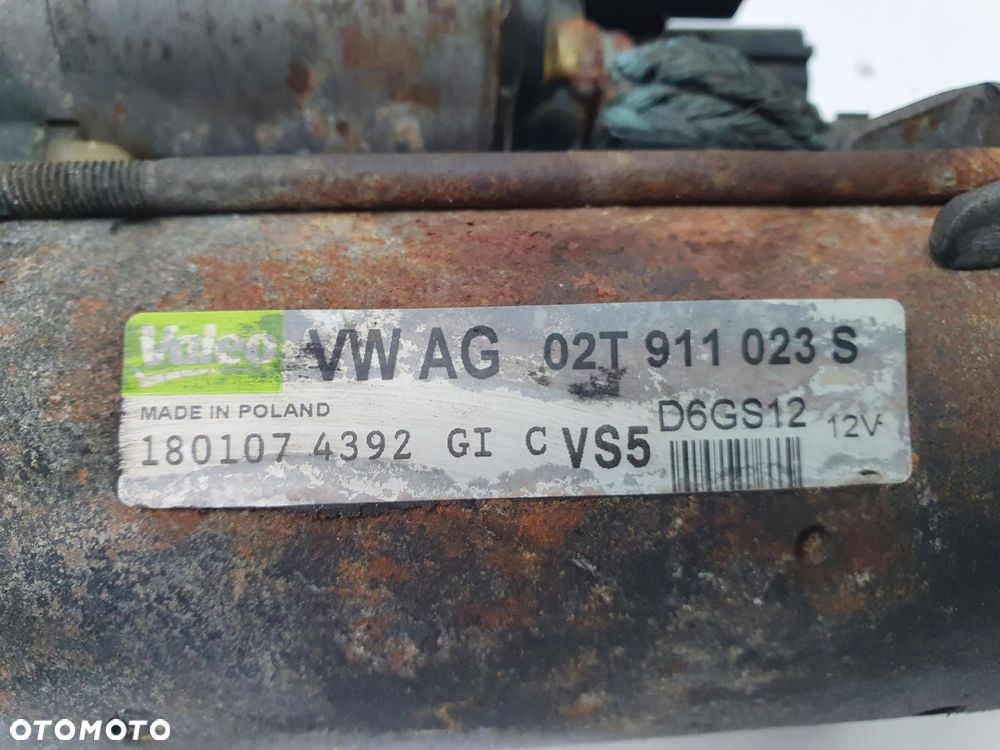 Valeo VW AG 02T 911 023 S
MADE IN POLAND D6GS12 12V
180107 4392 GI C VS5
OTOMOTO